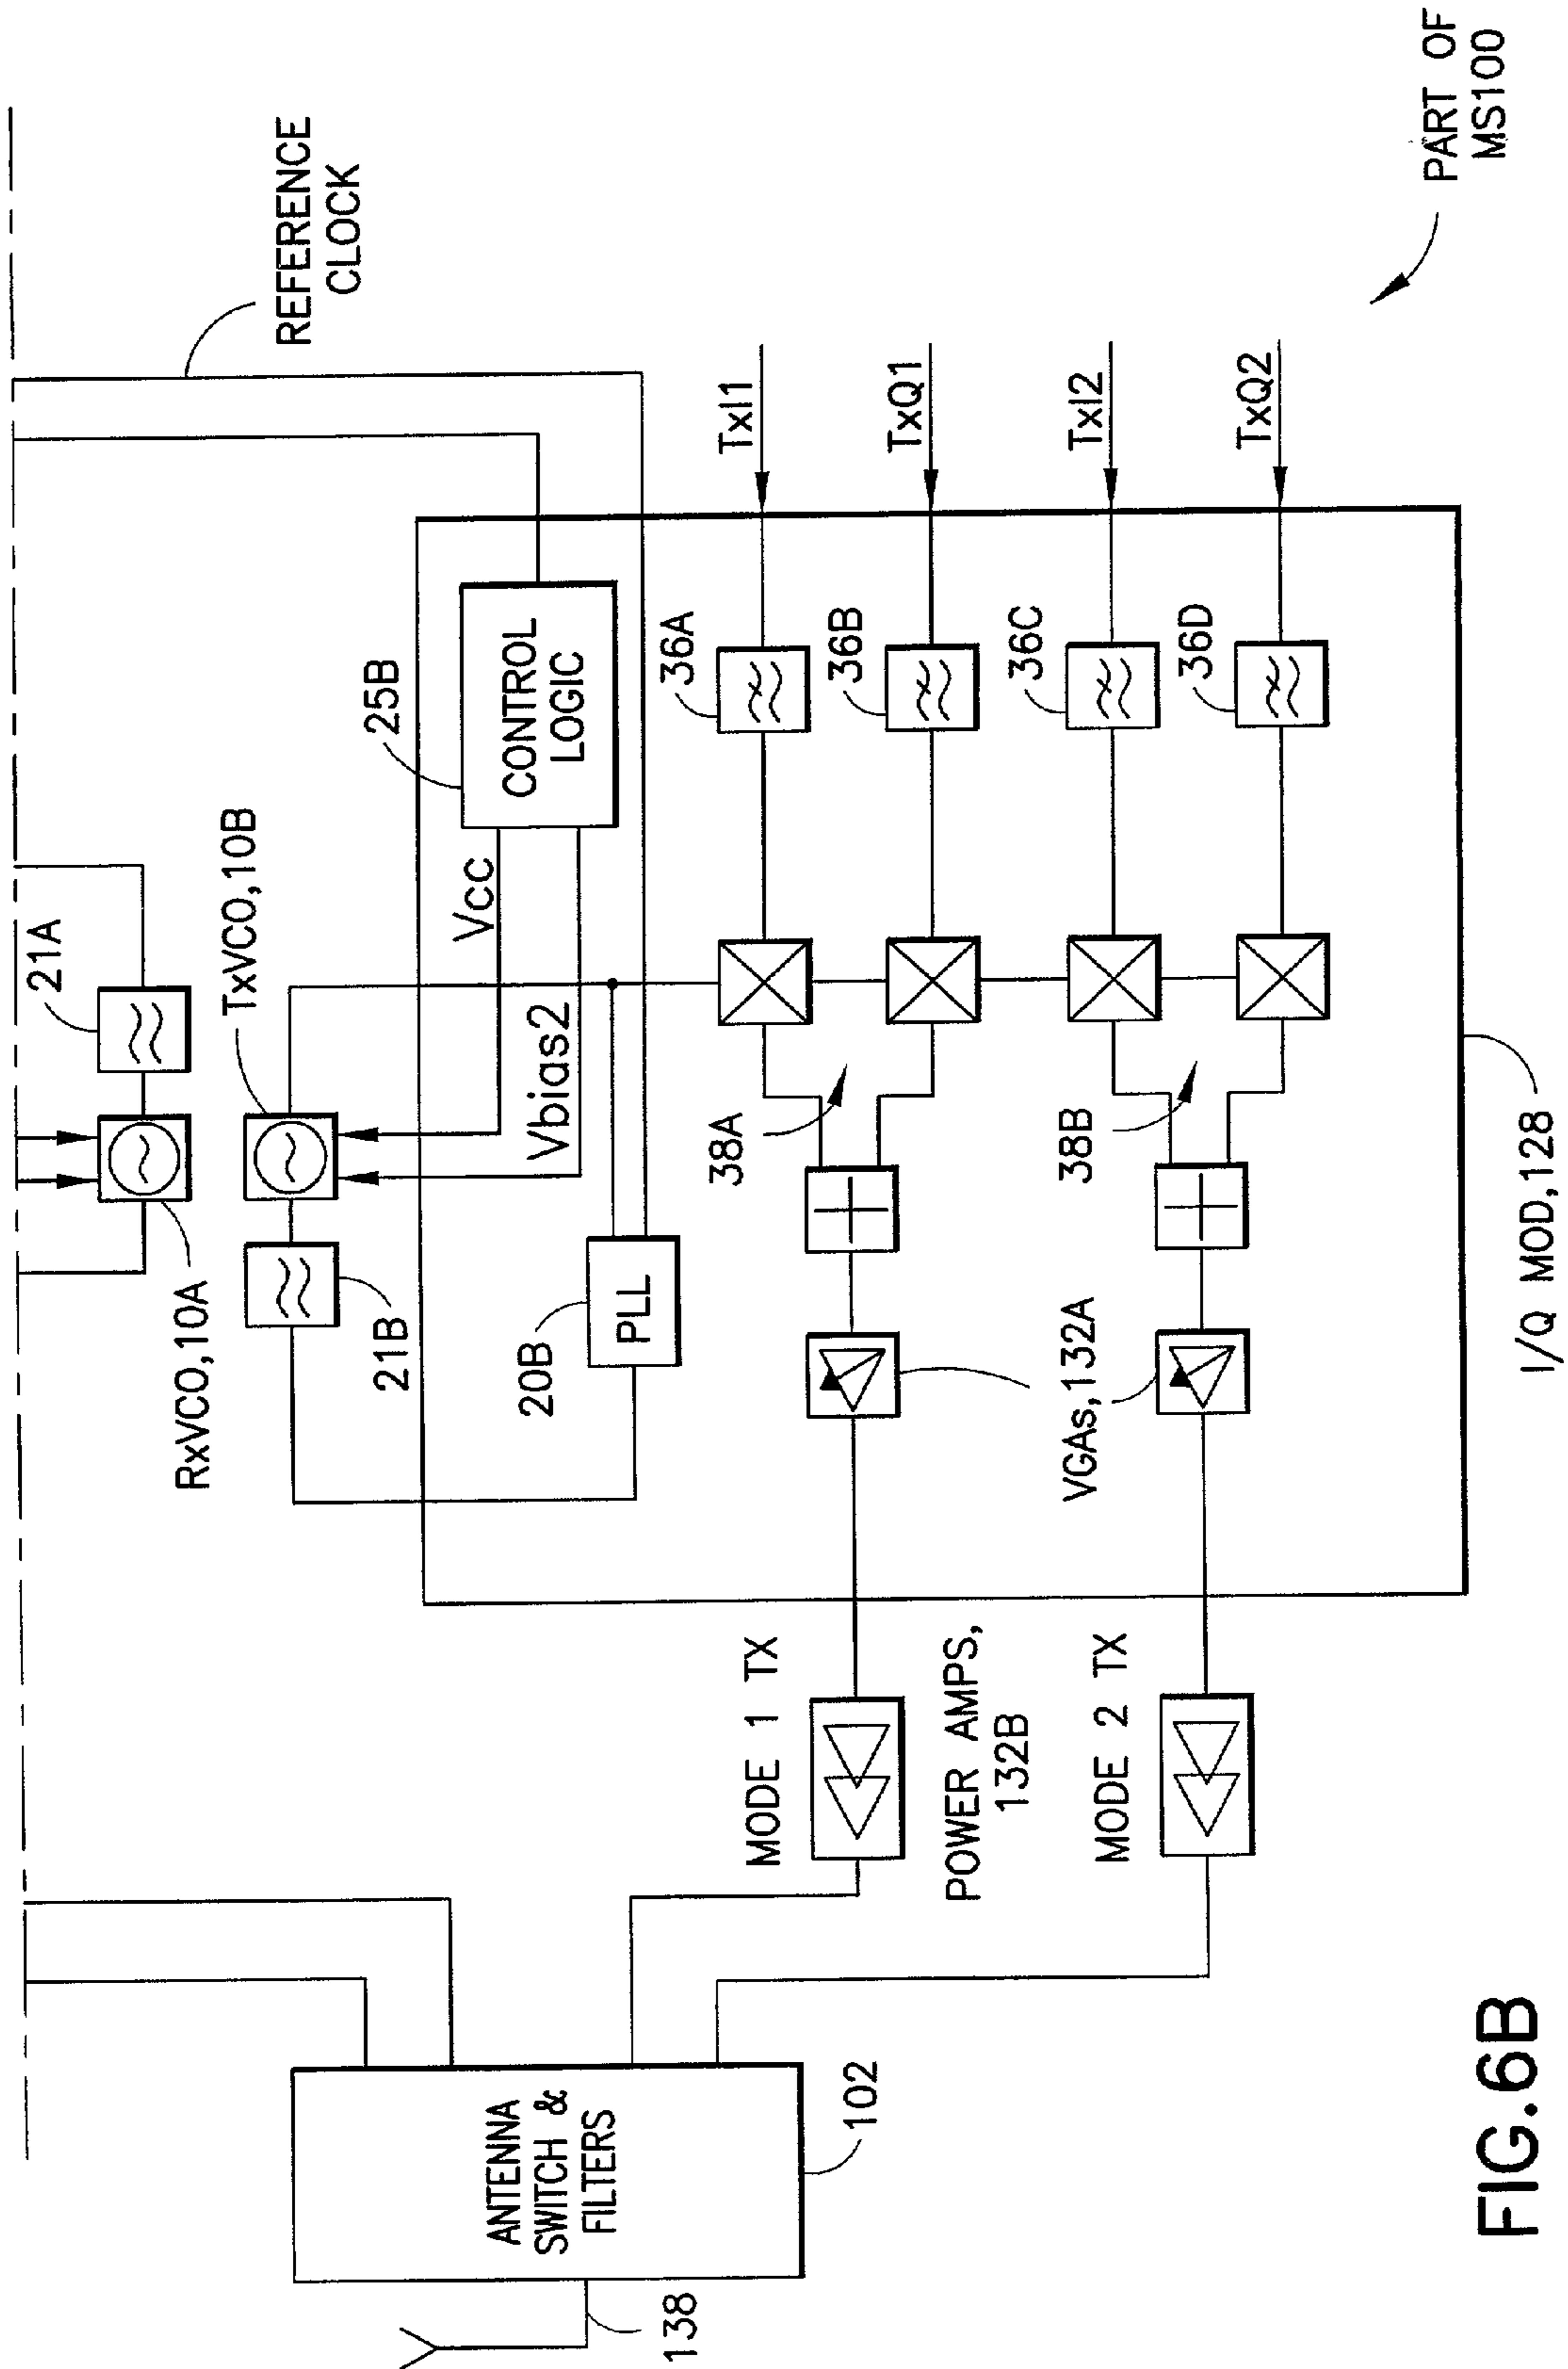 REFERENCE
CLOCK
21A
RxVCO,10A
TxVCO,10B
21B
25B
CONTROL
LOGIC
Vcc
Vbias2
20B
PLL
ANTENNA
SWITCH &
FILTERS
102
138
MODE 1 TX
POWER AMPS,
132B
MODE 2 TX
VGAs,132A
38A
38B
36A
36B
36C
36D
TxI1
TxQ1
TxI2
TxQ2
I/Q MOD,128
PART OF
MS100
FIG.6B